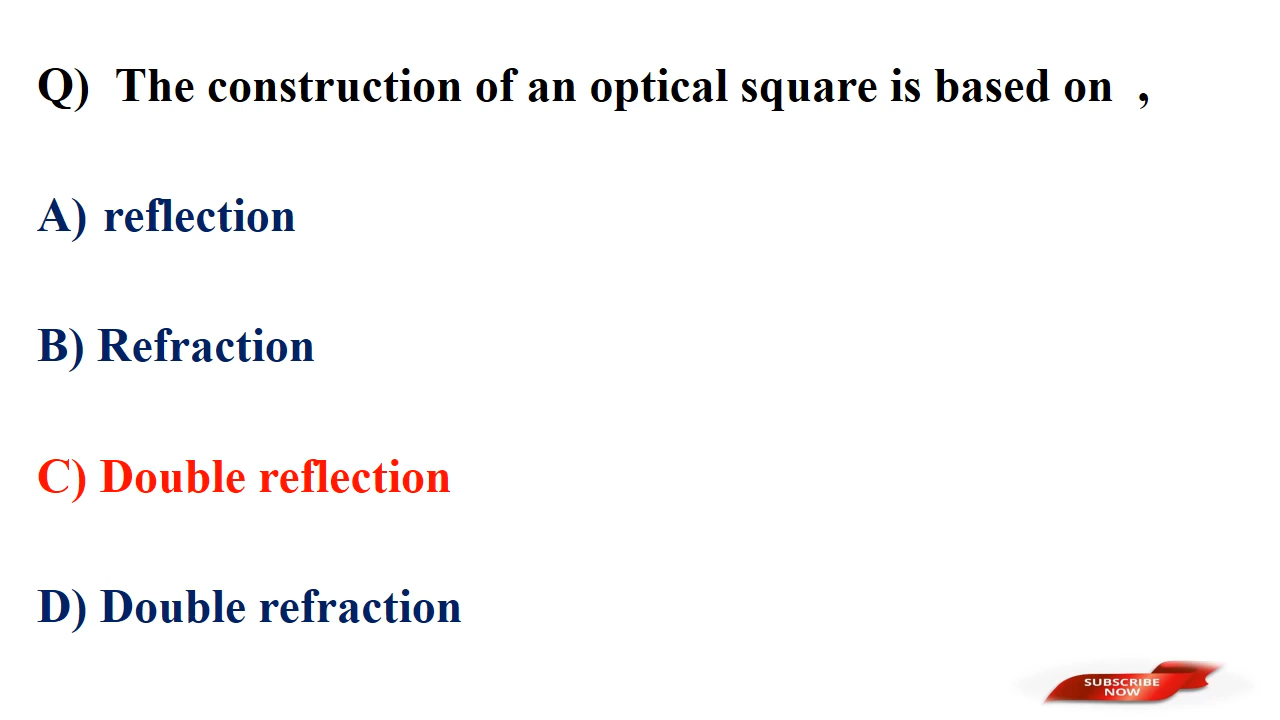 Q) The construction of an optical square is based on ,
A) reflection
B) Refraction
C) Double reflection
D) Double refraction
SUBSCRIBE
NOW